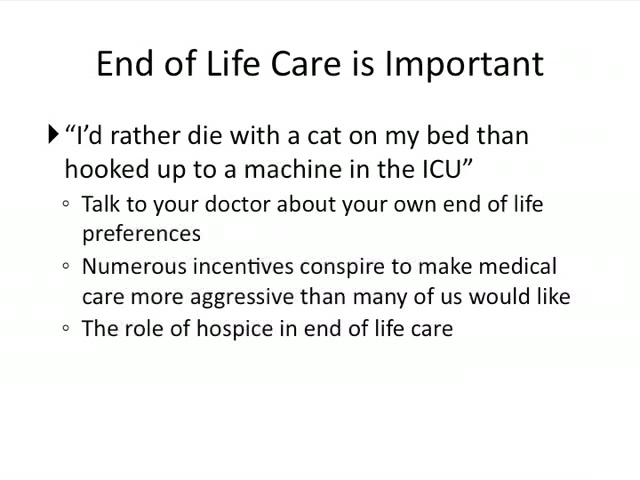 End of Life Care is Important
“I’d rather die with a cat on my bed than
hooked up to a machine in the ICU”
Talk to your doctor about your own end of life
preferences
Numerous incentives conspire to make medical
care more aggressive than many of us would like
The role of hospice in end of life care